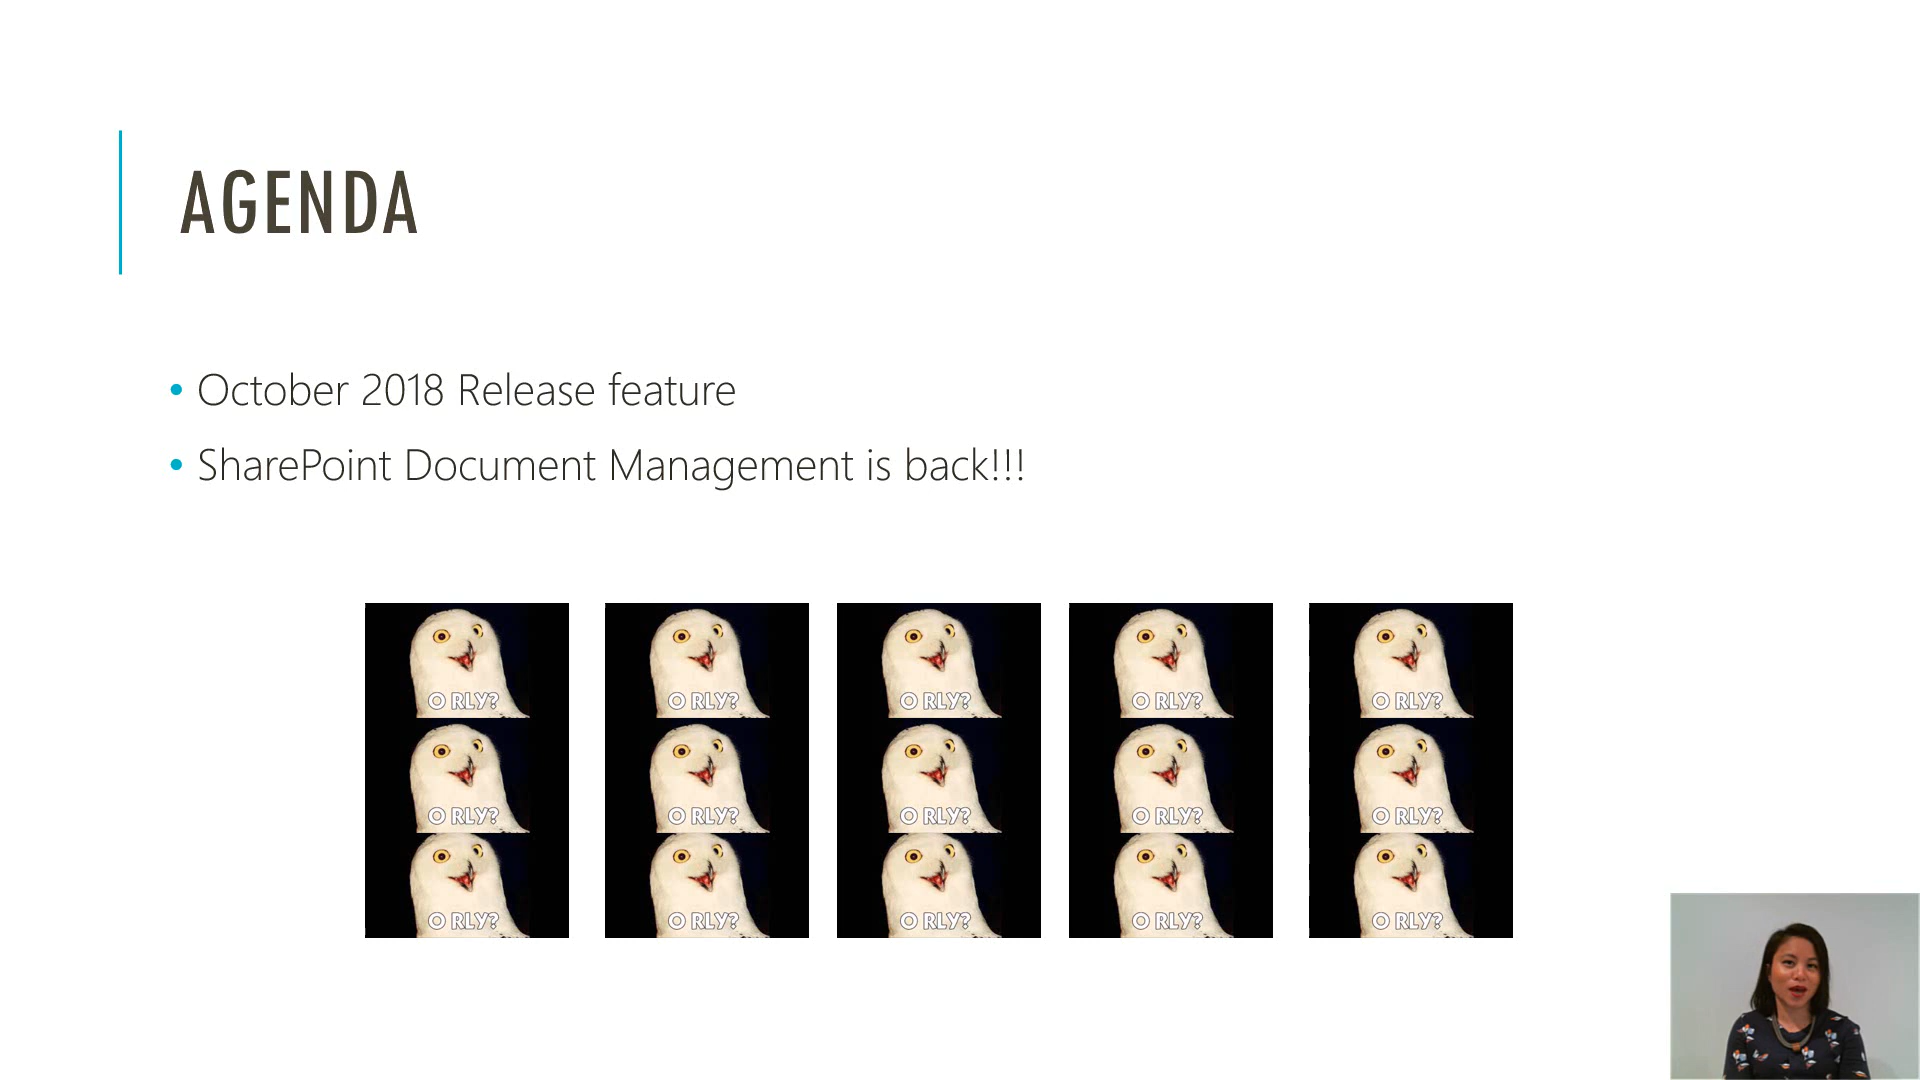 AGENDA
• October 2018 Release feature
• SharePoint Document Management is back!!!
O RLY? O RLY? O RLY? O RLY? O RLY?
O RLY? O RLY? O RLY? O RLY? O RLY?
O RLY? O RLY? O RLY? O RLY? O RLY?